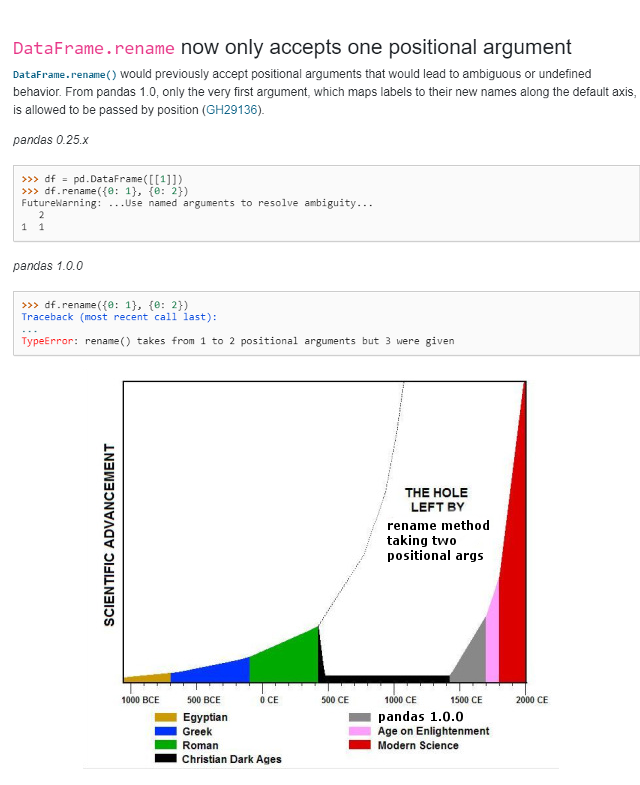 DataFrame.rename now only accepts one positional argument
DataFrame.rename() would previously accept positional arguments that would lead to ambiguous or undefined
behavior. From pandas 1.0, only the very first argument, which maps labels to their new names along the default axis,
is allowed to be passed by position (GH29136).
pandas 0.25.x
>>> df = pd.DataFrame([[1]])
>>> df.rename({0: 1}, {0: 2})
FutureWarning: ...Use named arguments to resolve ambiguity...
   2
1  1
pandas 1.0.0
>>> df.rename({0: 1}, {0: 2})
Traceback (most recent call last):
...
TypeError: rename() takes from 1 to 2 positional arguments but 3 were given
SCIENTIFIC ADVANCEMENT
THE HOLE
LEFT BY
rename method
taking two
positional args
1000 BCE 500 BCE 0 CE 500 CE 1000 CE 1500 CE 2000 CE
Egyptian
Greek
Roman
Christian Dark Ages
pandas 1.0.0
Age on Enlightenment
Modern Science